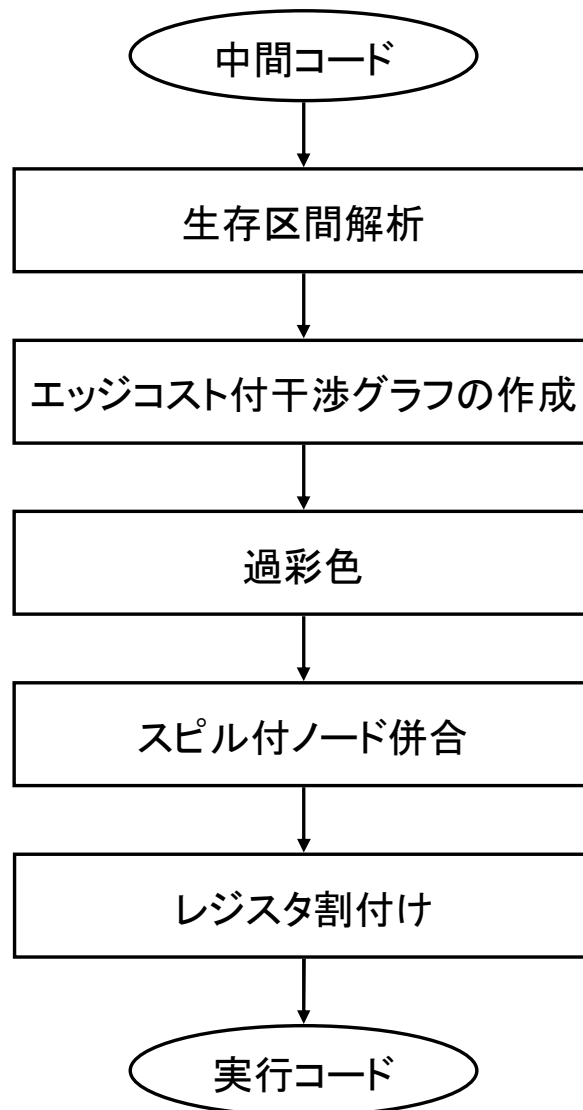 中間コード
生存区間解析
エッジコスト付干渉グラフの作成
過彩色
スピル付ノード併合
レジスタ割付け
実行コード